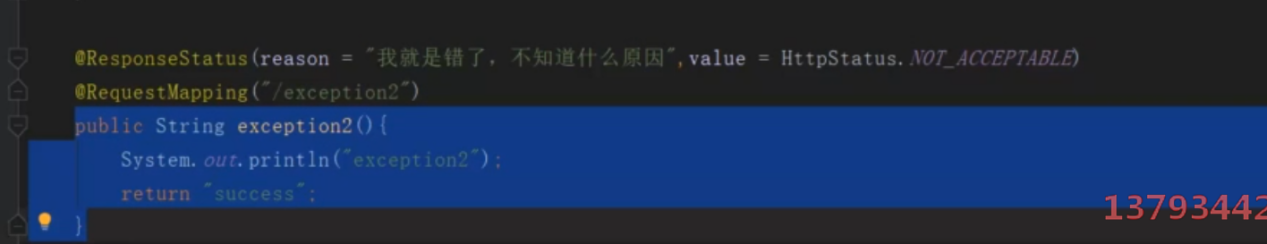 @ResponseStatus(reason = "我就是错了，不知道什么原因",value = HttpStatus.NOT_ACCEPTABLE)
@RequestMapping("/exception2")
public String exception2(){
System.out.println("exception2");
return "success";
}
13793442